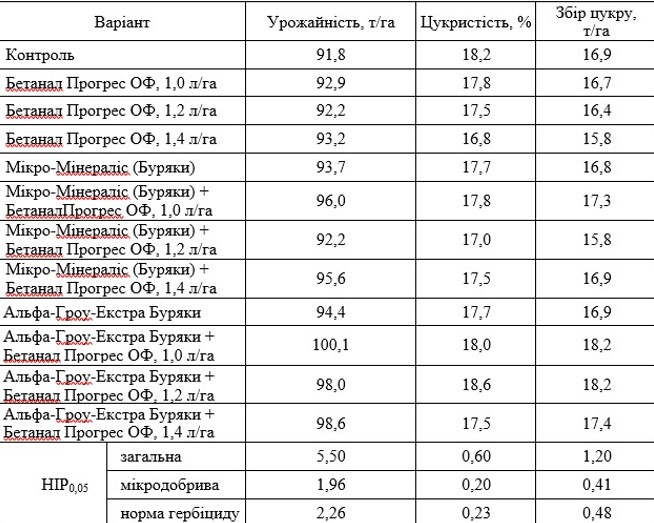 Варіант Урожайність, т/га Цукристість, % Збір цукру, т/га
Контроль 91,8 18,2 16,9
Бетанал Прогрес ОФ, 1,0 л/га 92,9 17,8 16,7
Бетанал Прогрес ОФ, 1,2 л/га 92,2 17,5 16,4
Бетанал Прогрес ОФ, 1,4 л/га 93,2 16,8 15,8
Мікро-Мінераліс (Буряки) 93,7 17,7 16,8
Мікро-Мінераліс (Буряки) +
БетаналПрогрес ОФ, 1,0 л/га 96,0 17,8 17,3
Мікро-Мінераліс (Буряки) +
Бетанал Прогрес ОФ, 1,2 л/га 92,2 17,0 15,8
Мікро-Мінераліс (Буряки) +
Бетанал Прогрес ОФ, 1,4 л/га 95,6 17,5 16,9
Альфа-Гроу-Екстра Буряки 94,4 17,7 16,9
Альфа-Гроу-Екстра Буряки +
Бетанал Прогрес ОФ, 1,0 л/га 100,1 18,0 18,2
Альфа-Гроу-Екстра Буряки +
Бетанал Прогрес ОФ, 1,2 л/га 98,0 18,6 18,2
Альфа-Гроу-Екстра Буряки +
Бетанал Прогрес ОФ, 1,4 л/га 98,6 17,5 17,4
НІР0,05 загальна 5,50 0,60 1,20
мікродобрива 1,96 0,20 0,41
норма гербіциду 2,26 0,23 0,48